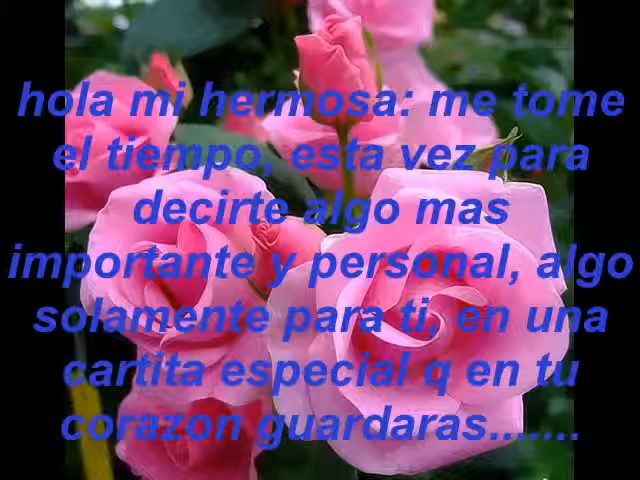 hola mi hermosa: me tome
el tiempo, esta vez para
decirte algo mas
importante y personal, algo
solamente para ti, en una
cartita especial q en tu
corazon guardaras.......